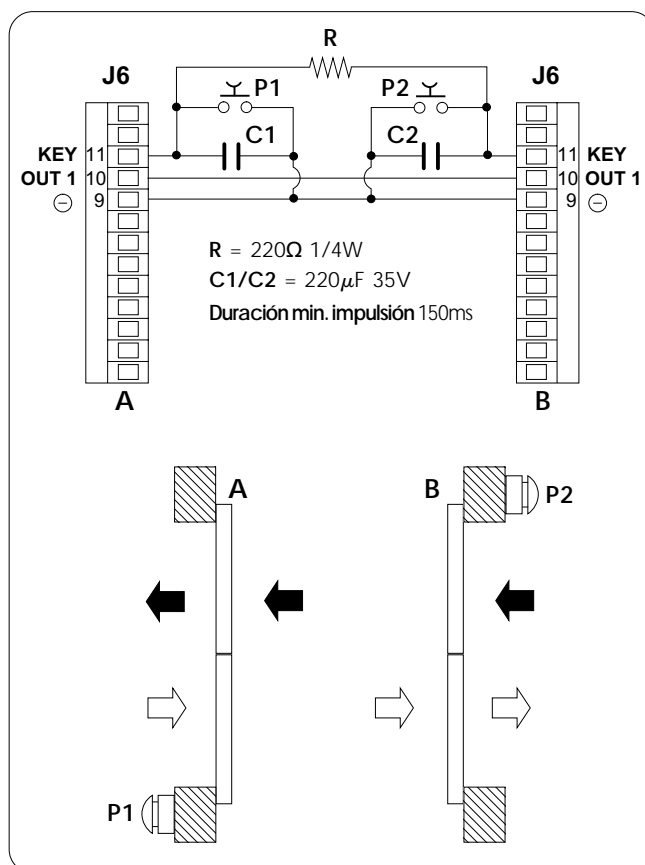 R
J6 P1 P2 J6
C1 C2
KEY 11 11 KEY
OUT 1 10 10 OUT 1
⊖ 9 9 ⊖
R = 220Ω 1/4W
C1/C2 = 220µF 35V
Duración min. impulsión 150ms
A B
A B P2
P1